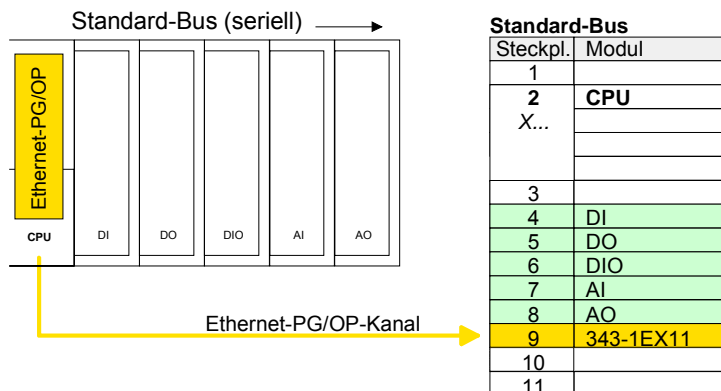 Standard-Bus (seriell)
Ethernet-PG/OP
CPU
DI
DO
DIO
AI
AO
Ethernet-PG/OP-Kanal
Standard-Bus
Steckpl. Modul
1
2 CPU
X...
3
4 DI
5 DO
6 DIO
7 AI
8 AO
9 343-1EX11
10
11